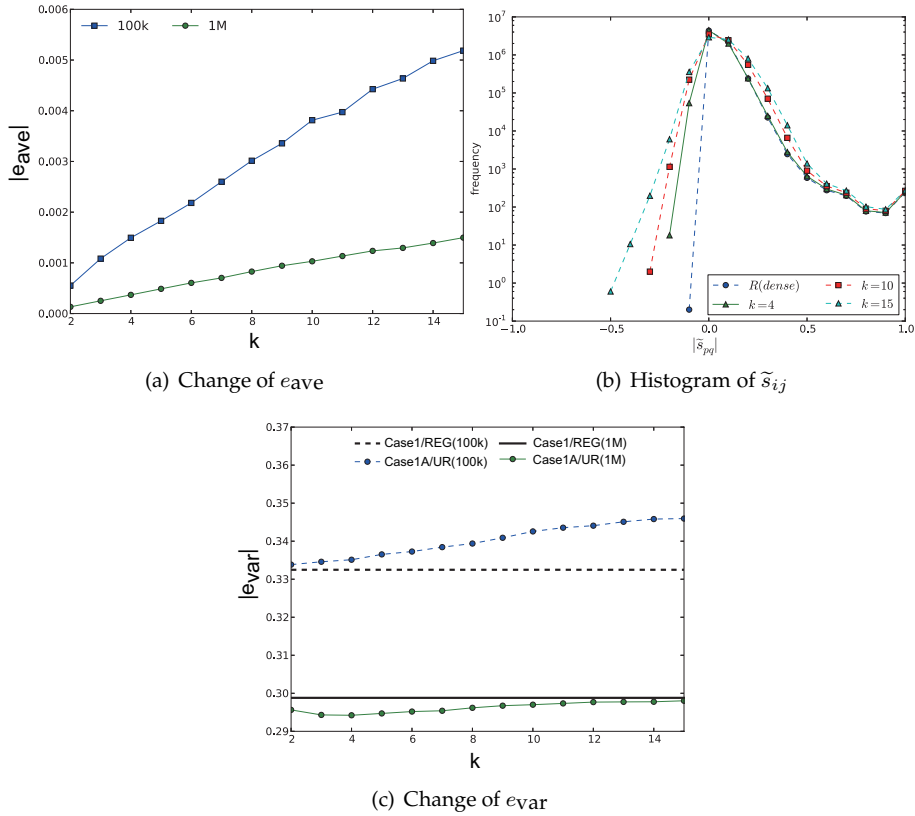 0.006
0.005
0.004
0.003
0.002
0.001
0.000
|eave|
100k 1M
2 4 6 8 10 12 14
k
(a) Change of eave
10^8
10^7
10^6
10^5
10^4
10^3
10^2
10^1
10^0
10^-1
frequency
R(dense) k=10
k=4 k=15
−1.0 −0.5 0.0 0.5 1.0
|s̃pq|
(b) Histogram of s̃ij
0.37
0.36
0.35
0.34
0.33
0.32
0.31
0.30
0.29
|evar|
Case1/REG(100k) Case1/REG(1M)
Case1A/UR(100k) Case1A/UR(1M)
2 4 6 8 10 12 14
k
(c) Change of evar